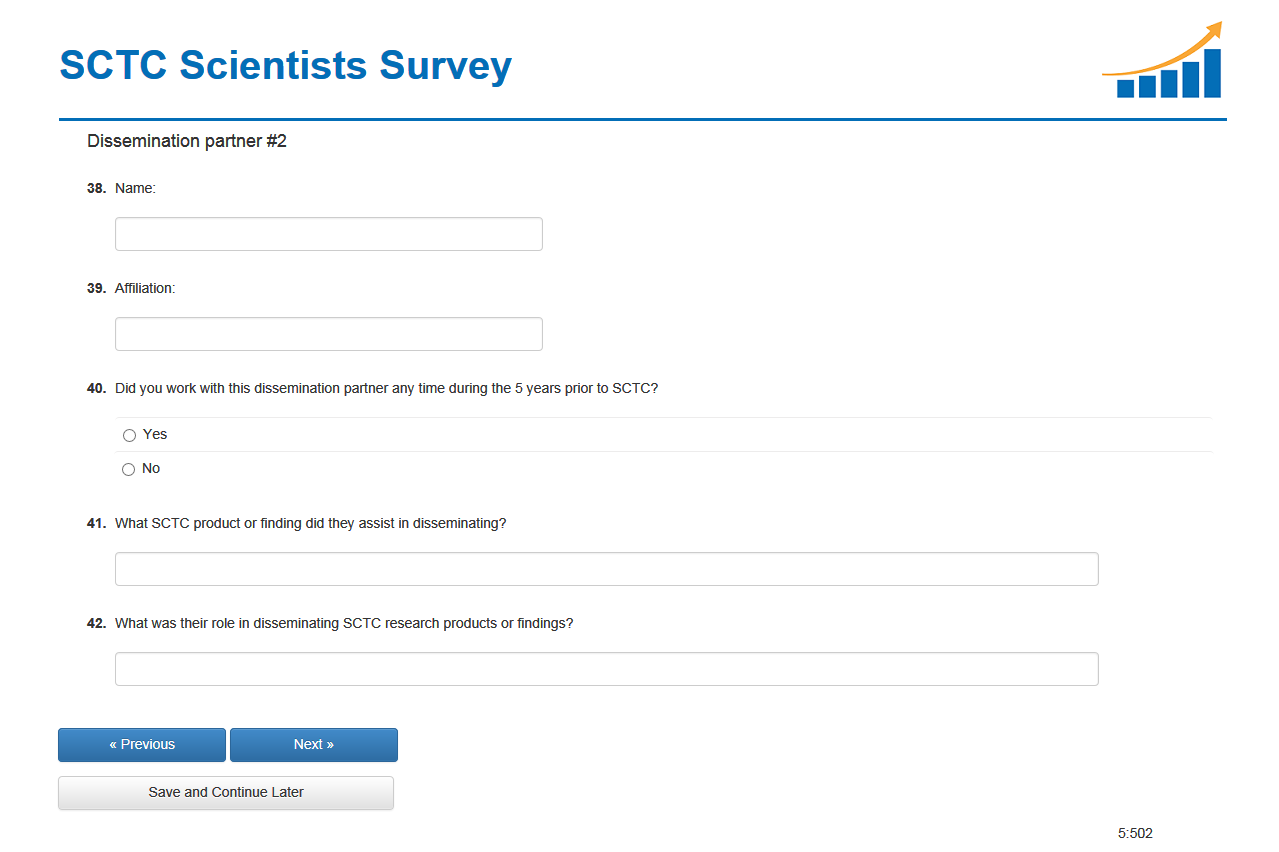 SCTC Scientists Survey
Dissemination partner #2
38. Name:
39. Affiliation:
40. Did you work with this dissemination partner any time during the 5 years prior to SCTC?
Yes
No
41. What SCTC product or finding did they assist in disseminating?
42. What was their role in disseminating SCTC research products or findings?
« Previous Next »
Save and Continue Later
5:502